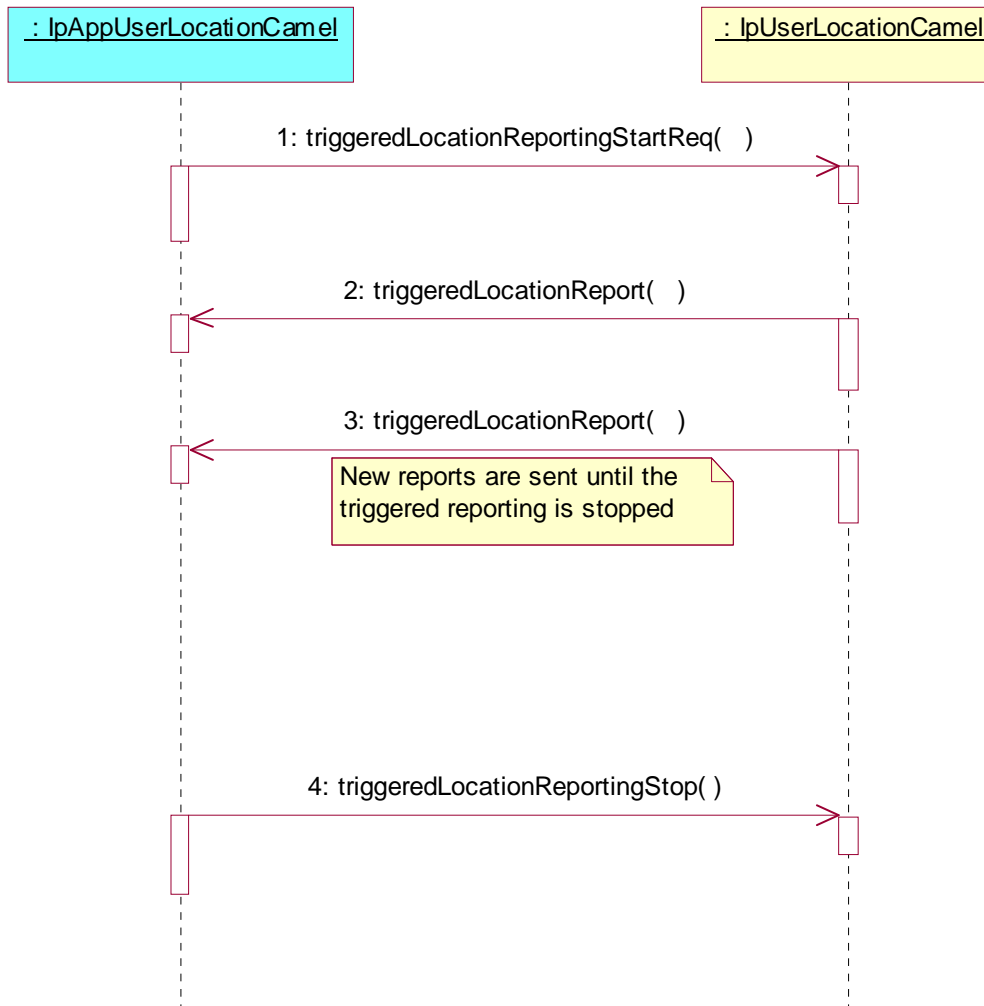 : IpAppUserLocationCamel
: IpUserLocationCamel
1: triggeredLocationReportingStartReq(   )
2: triggeredLocationReport(   )
3: triggeredLocationReport(   )
New reports are sent until the
triggered reporting is stopped
4: triggeredLocationReportingStop( )